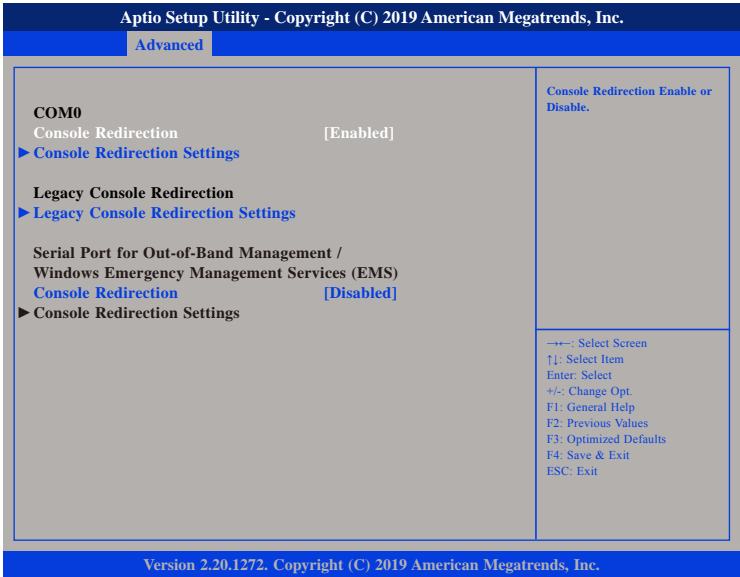 Aptio Setup Utility - Copyright (C) 2019 American Megatrends, Inc.
Advanced
COM0
Console Redirection [Enabled]
►Console Redirection Settings
Legacy Console Redirection
►Legacy Console Redirection Settings
Serial Port for Out-of-Band Management /
Windows Emergency Management Services (EMS)
Console Redirection [Disabled]
►Console Redirection Settings
Console Redirection Enable or
Disable.
→←: Select Screen
↑↓: Select Item
Enter: Select
+/-: Change Opt.
F1: General Help
F2: Previous Values
F3: Optimized Defaults
F4: Save & Exit
ESC: Exit
Version 2.20.1272. Copyright (C) 2019 American Megatrends, Inc.